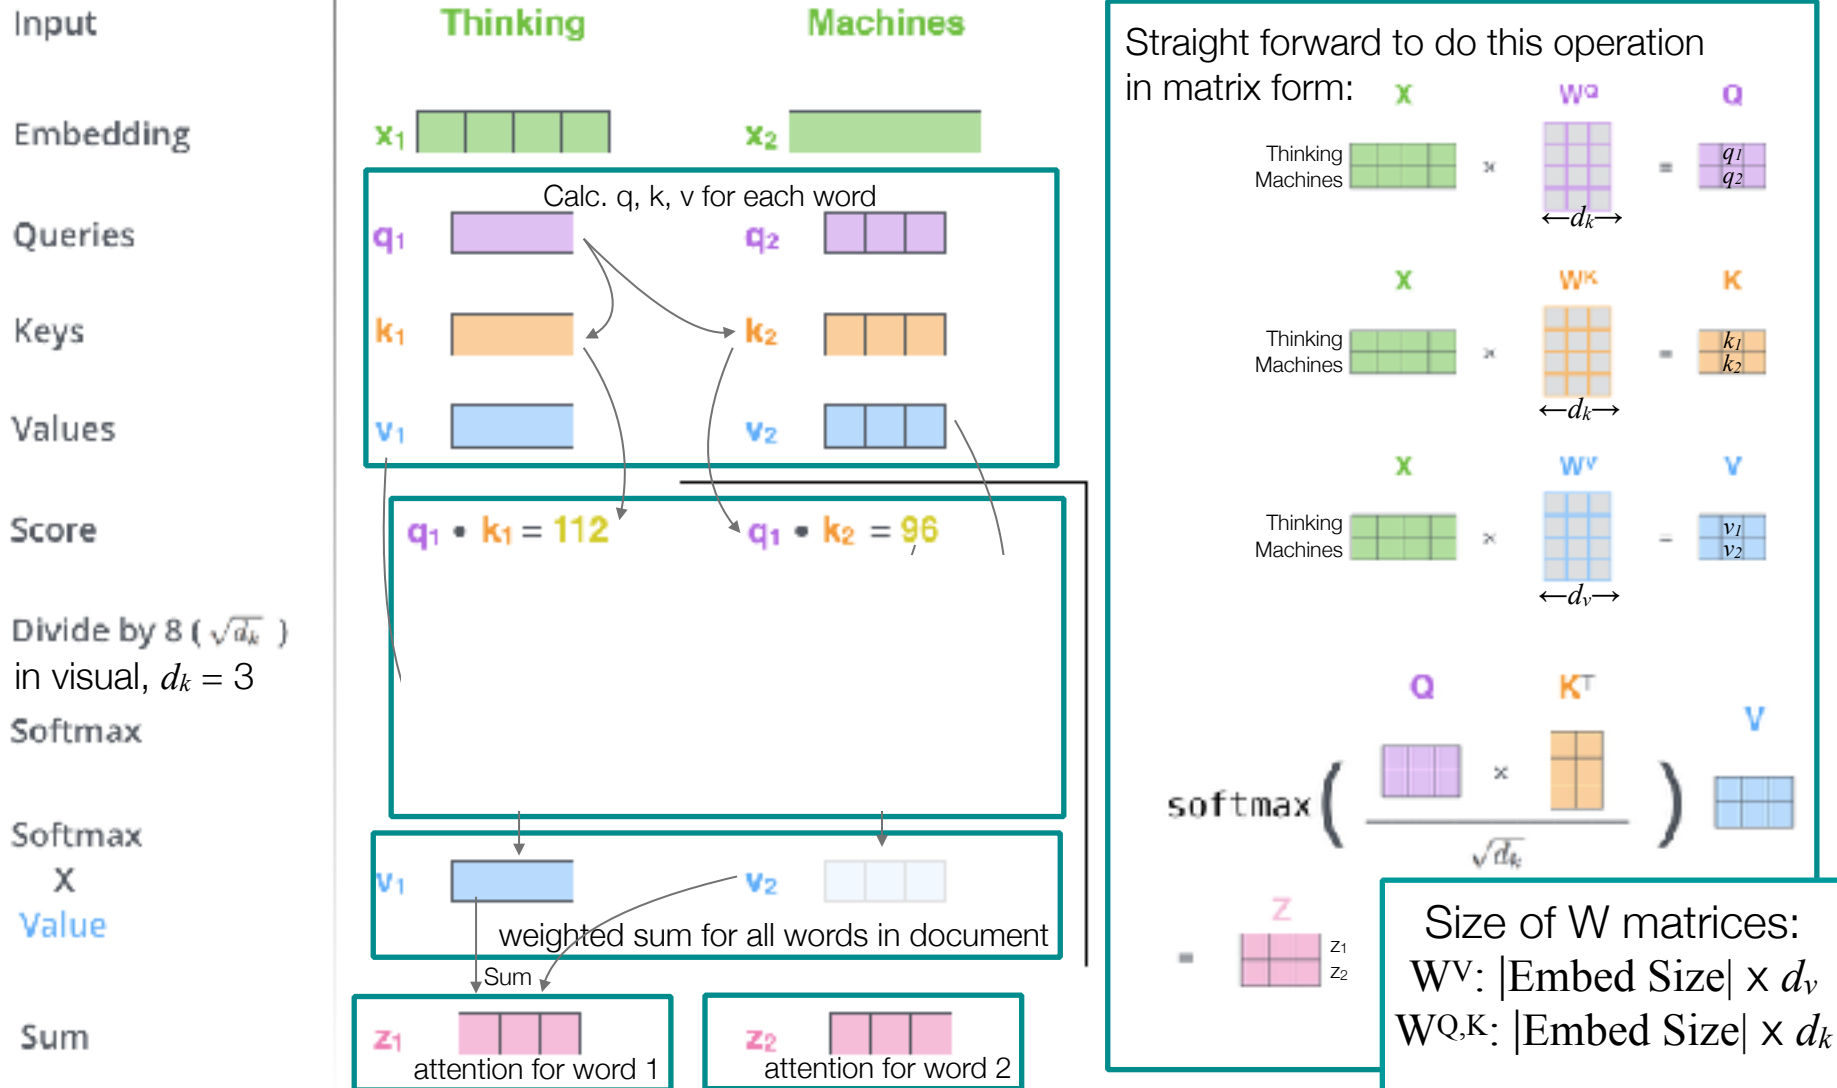 Input
Thinking
Machines
Embedding
x1
x2
Calc. q, k, v for each word
Queries
q1
q2
Keys
k1
k2
Values
v1
v2
Score
q1 • k1 = 112
q1 • k2 = 96
Divide by 8 ( √dk )
in visual, dk = 3
Softmax
Softmax
X
Value
v1
v2
weighted sum for all words in document
Sum
Sum
z1
attention for word 1
z2
attention for word 2
Straight forward to do this operation
in matrix form:
X
WQ
Q
Thinking
Machines
×
=
q1
q2
←dk→
X
WK
K
Thinking
Machines
×
=
k1
k2
←dk→
X
WV
V
Thinking
Machines
×
=
v1
v2
←dv→
Q
KT
V
softmax( × )
√dk
Z
=
z1
z2
Size of W matrices:
WV: |Embed Size| × dv
WQ,K: |Embed Size| × dk